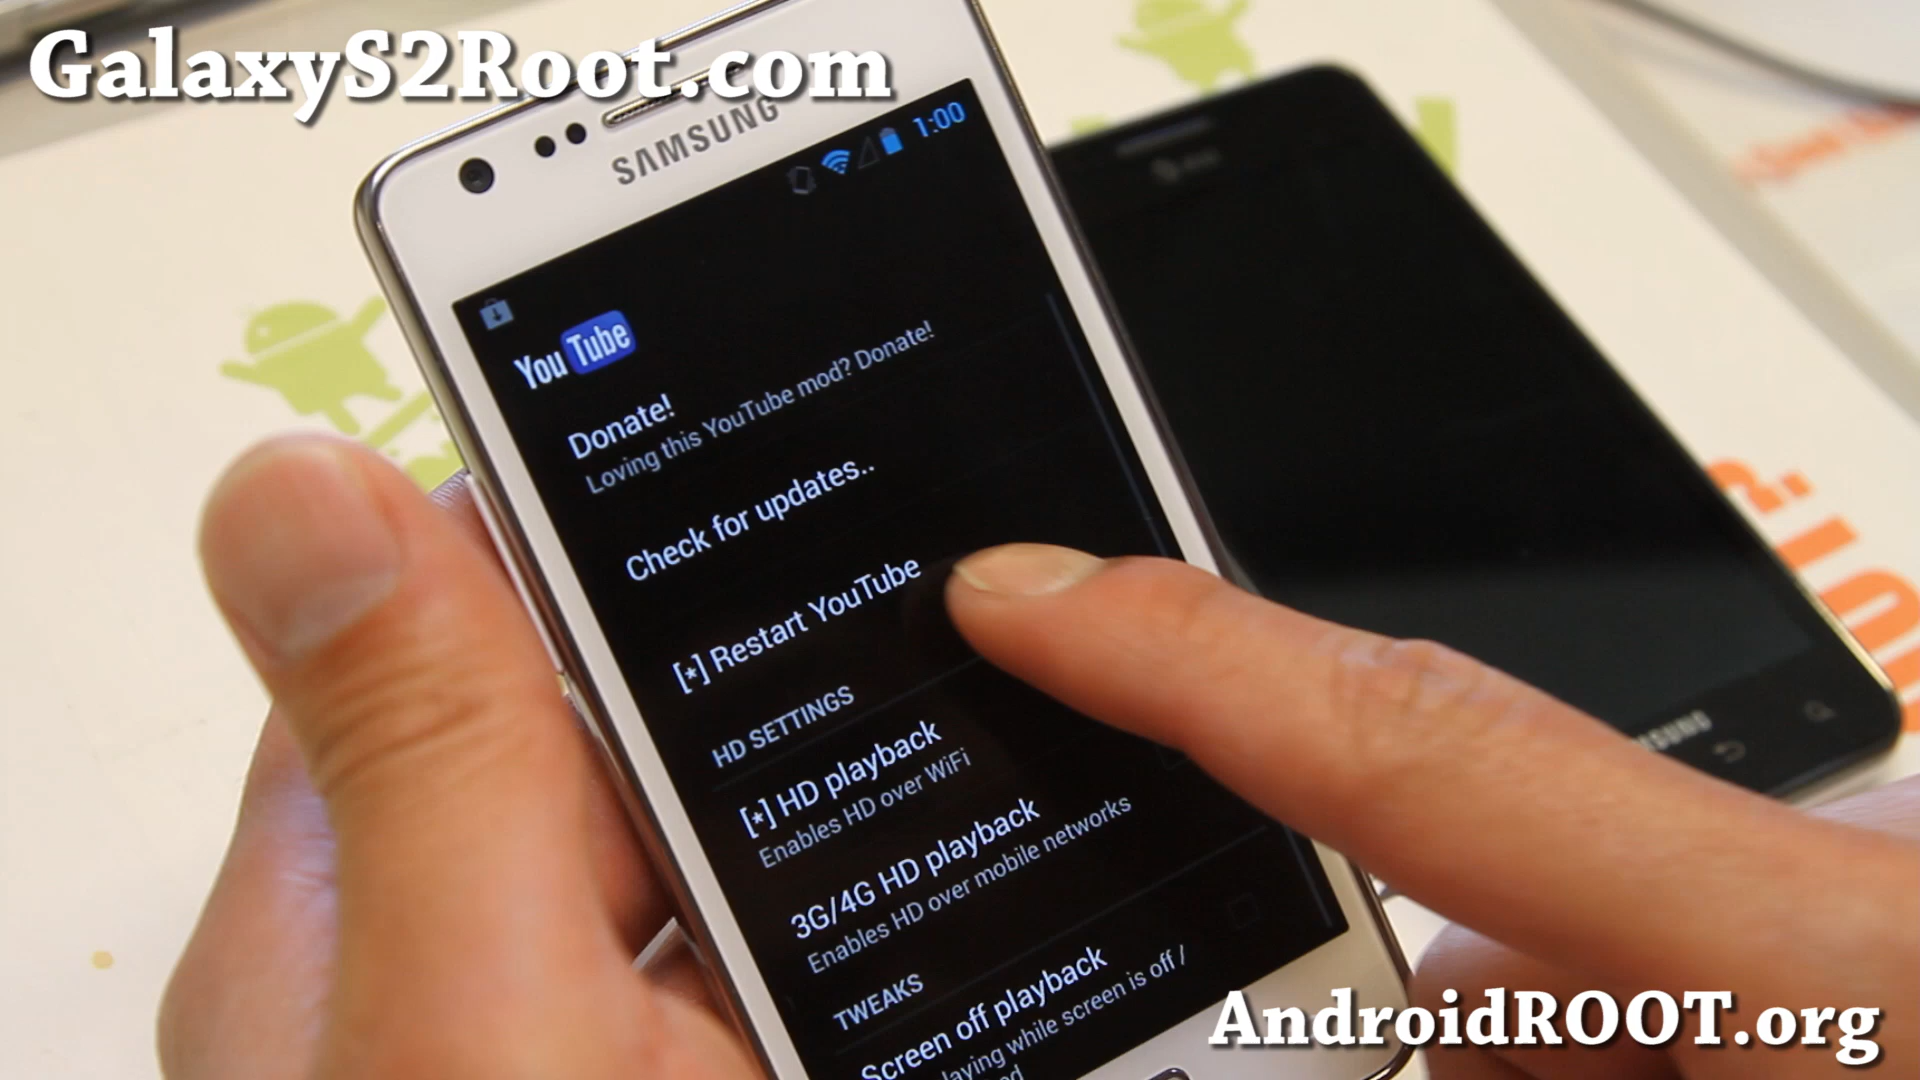 GalaxyS2Root.com
SAMSUNG
1:00
YouTube
Donate!
Loving this YouTube mod? Donate!
Check for updates..
[*] Restart YouTube
HD SETTINGS
[*] HD playback
Enables HD over WiFi
3G/4G HD playback
Enables HD over mobile networks
TWEAKS
Screen off playback
laying while screen is off /
AndroidROOT.org